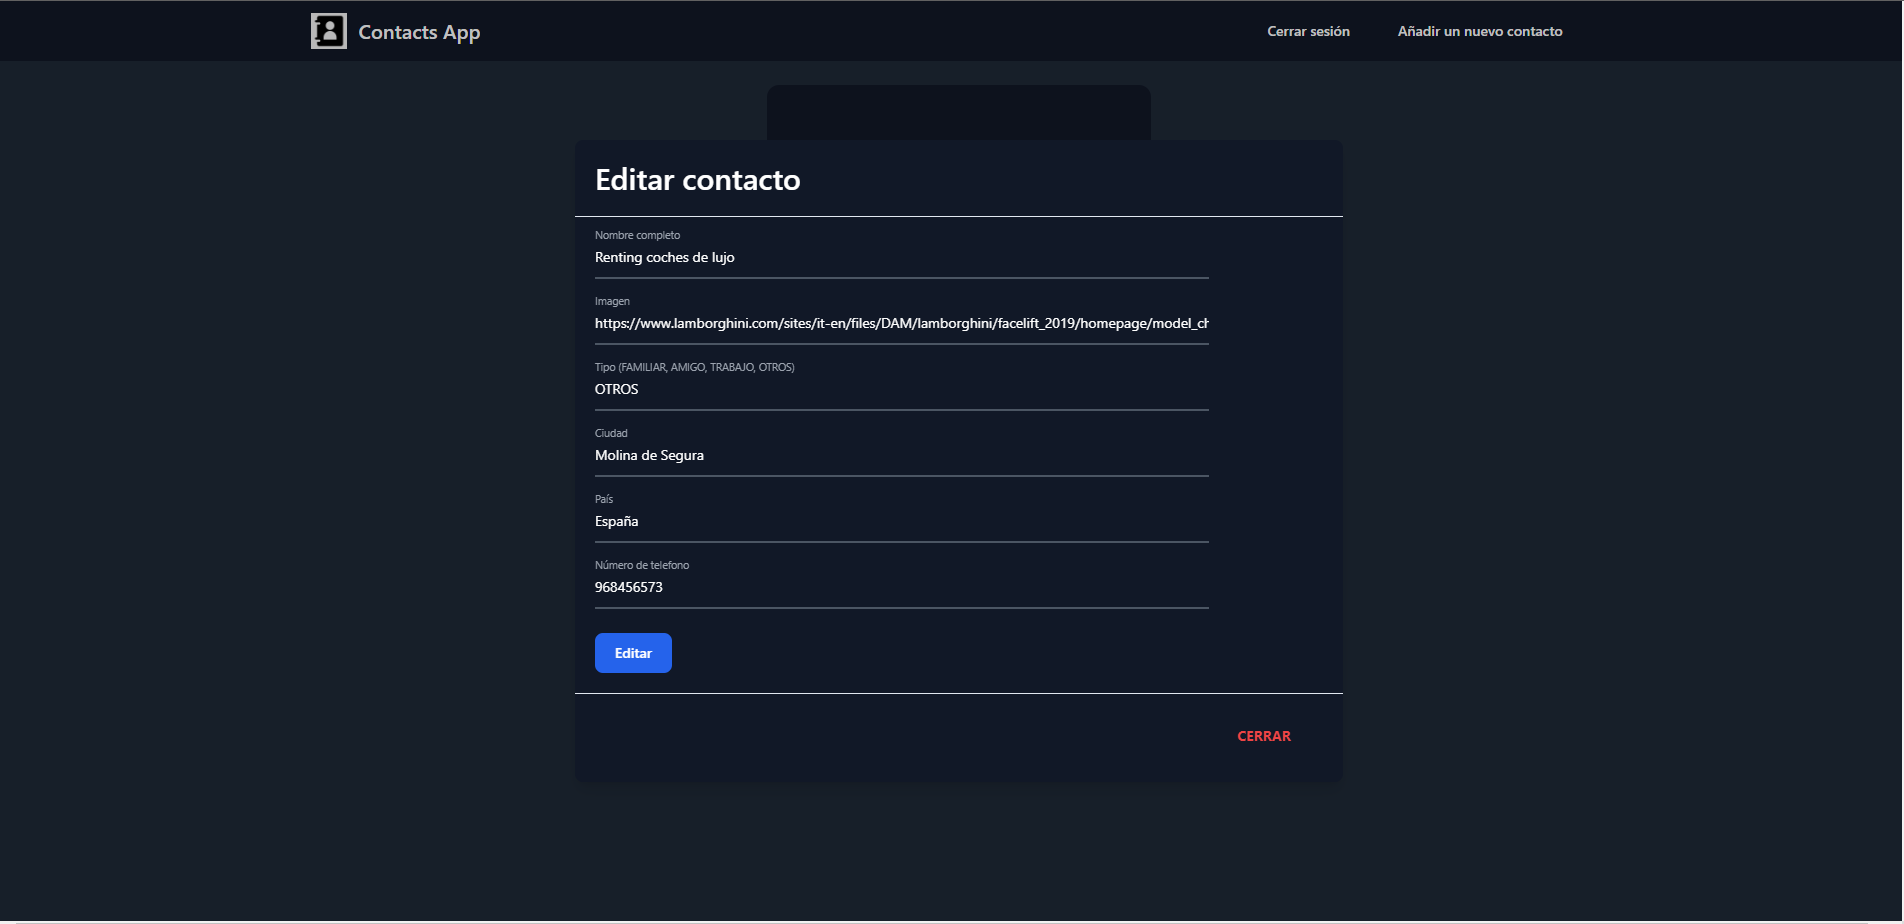 Contacts App
Cerrar sesión
Añadir un nuevo contacto
Editar contacto
Nombre completo
Renting coches de lujo
Imagen
https://www.lamborghini.com/sites/it-en/files/DAM/lamborghini/facelift_2019/homepage/model_ch
Tipo (FAMILIAR, AMIGO, TRABAJO, OTROS)
OTROS
Ciudad
Molina de Segura
País
España
Número de telefono
968456573
Editar
CERRAR